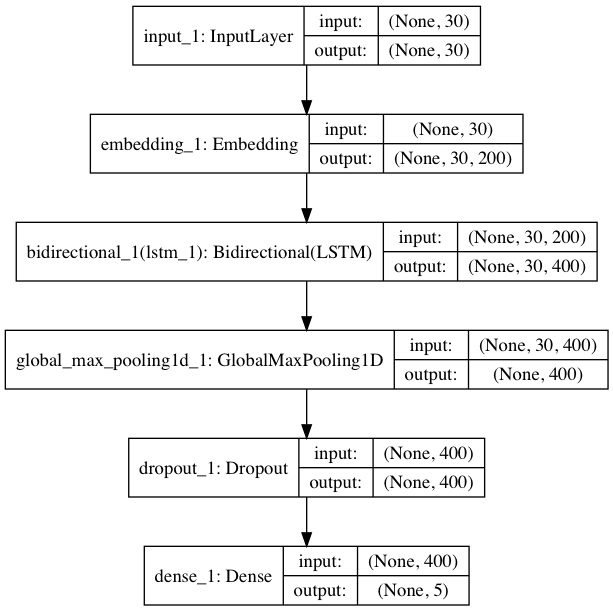 input_1: InputLayer
input: (None, 30)
output: (None, 30)
embedding_1: Embedding
input: (None, 30)
output: (None, 30, 200)
bidirectional_1(lstm_1): Bidirectional(LSTM)
input: (None, 30, 200)
output: (None, 30, 400)
global_max_pooling1d_1: GlobalMaxPooling1D
input: (None, 30, 400)
output: (None, 400)
dropout_1: Dropout
input: (None, 400)
output: (None, 400)
dense_1: Dense
input: (None, 400)
output: (None, 5)